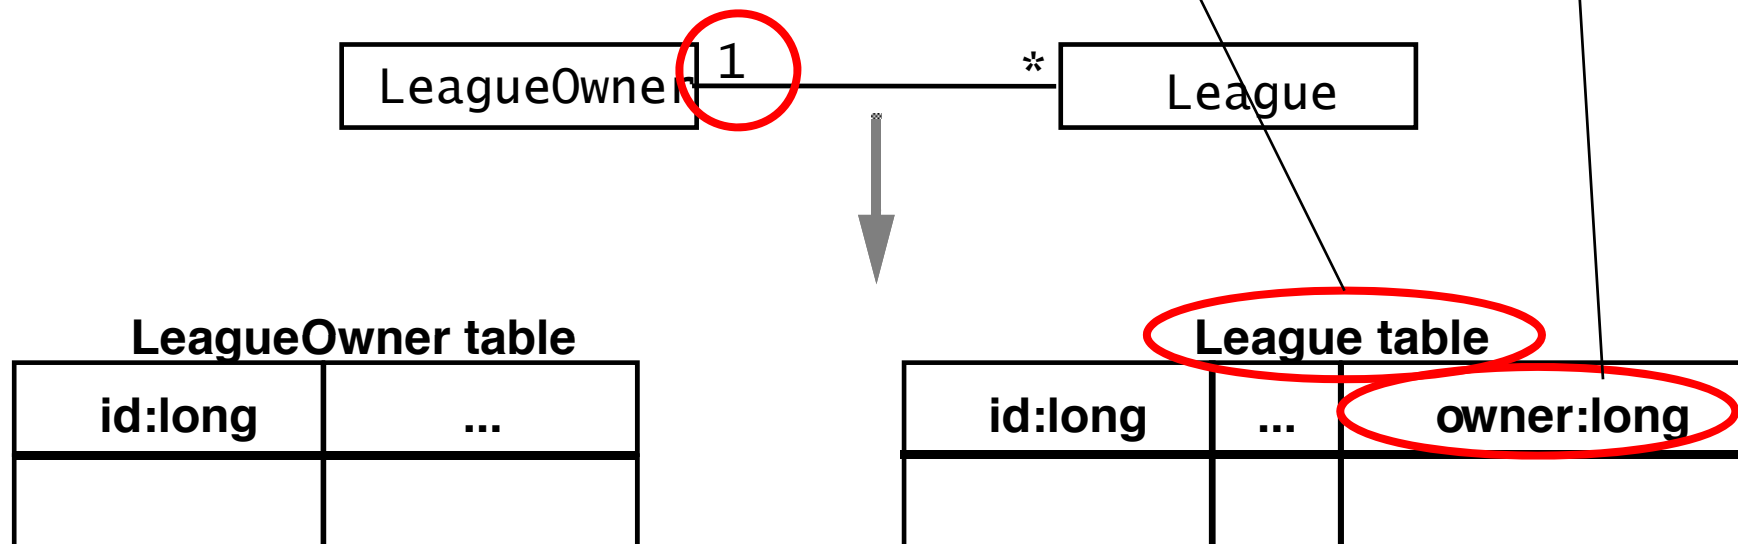 LeagueOwner 1 * League
LeagueOwner table
League table
id:long ...
id:long ... owner:long